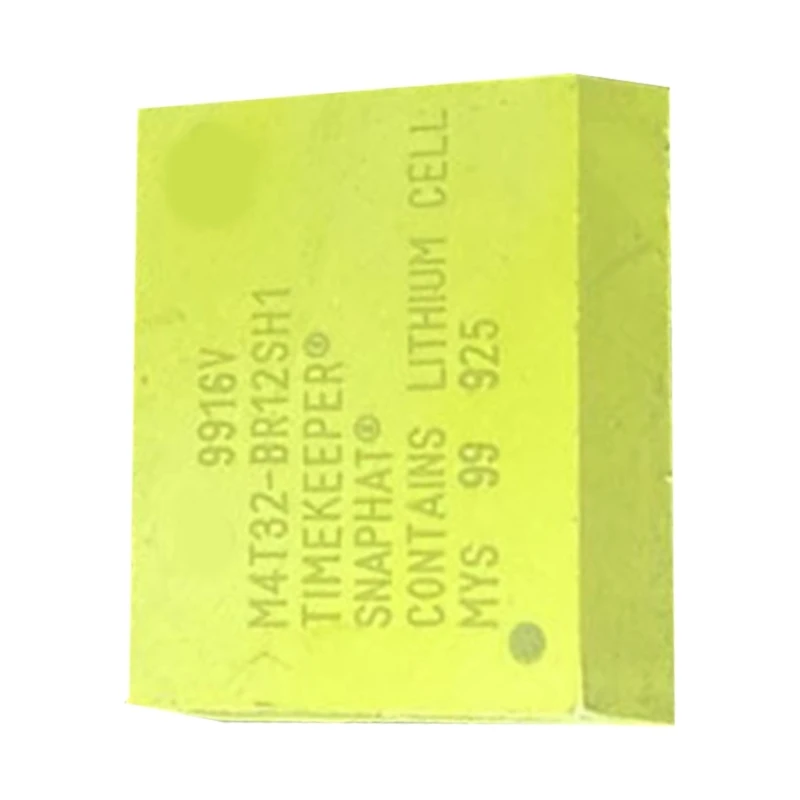 9916V
M4T32-BR12SH1
TIMEKEEPER®
SNAPHAT®
CONTAINS LITHIUM CELL
MYS 99 925